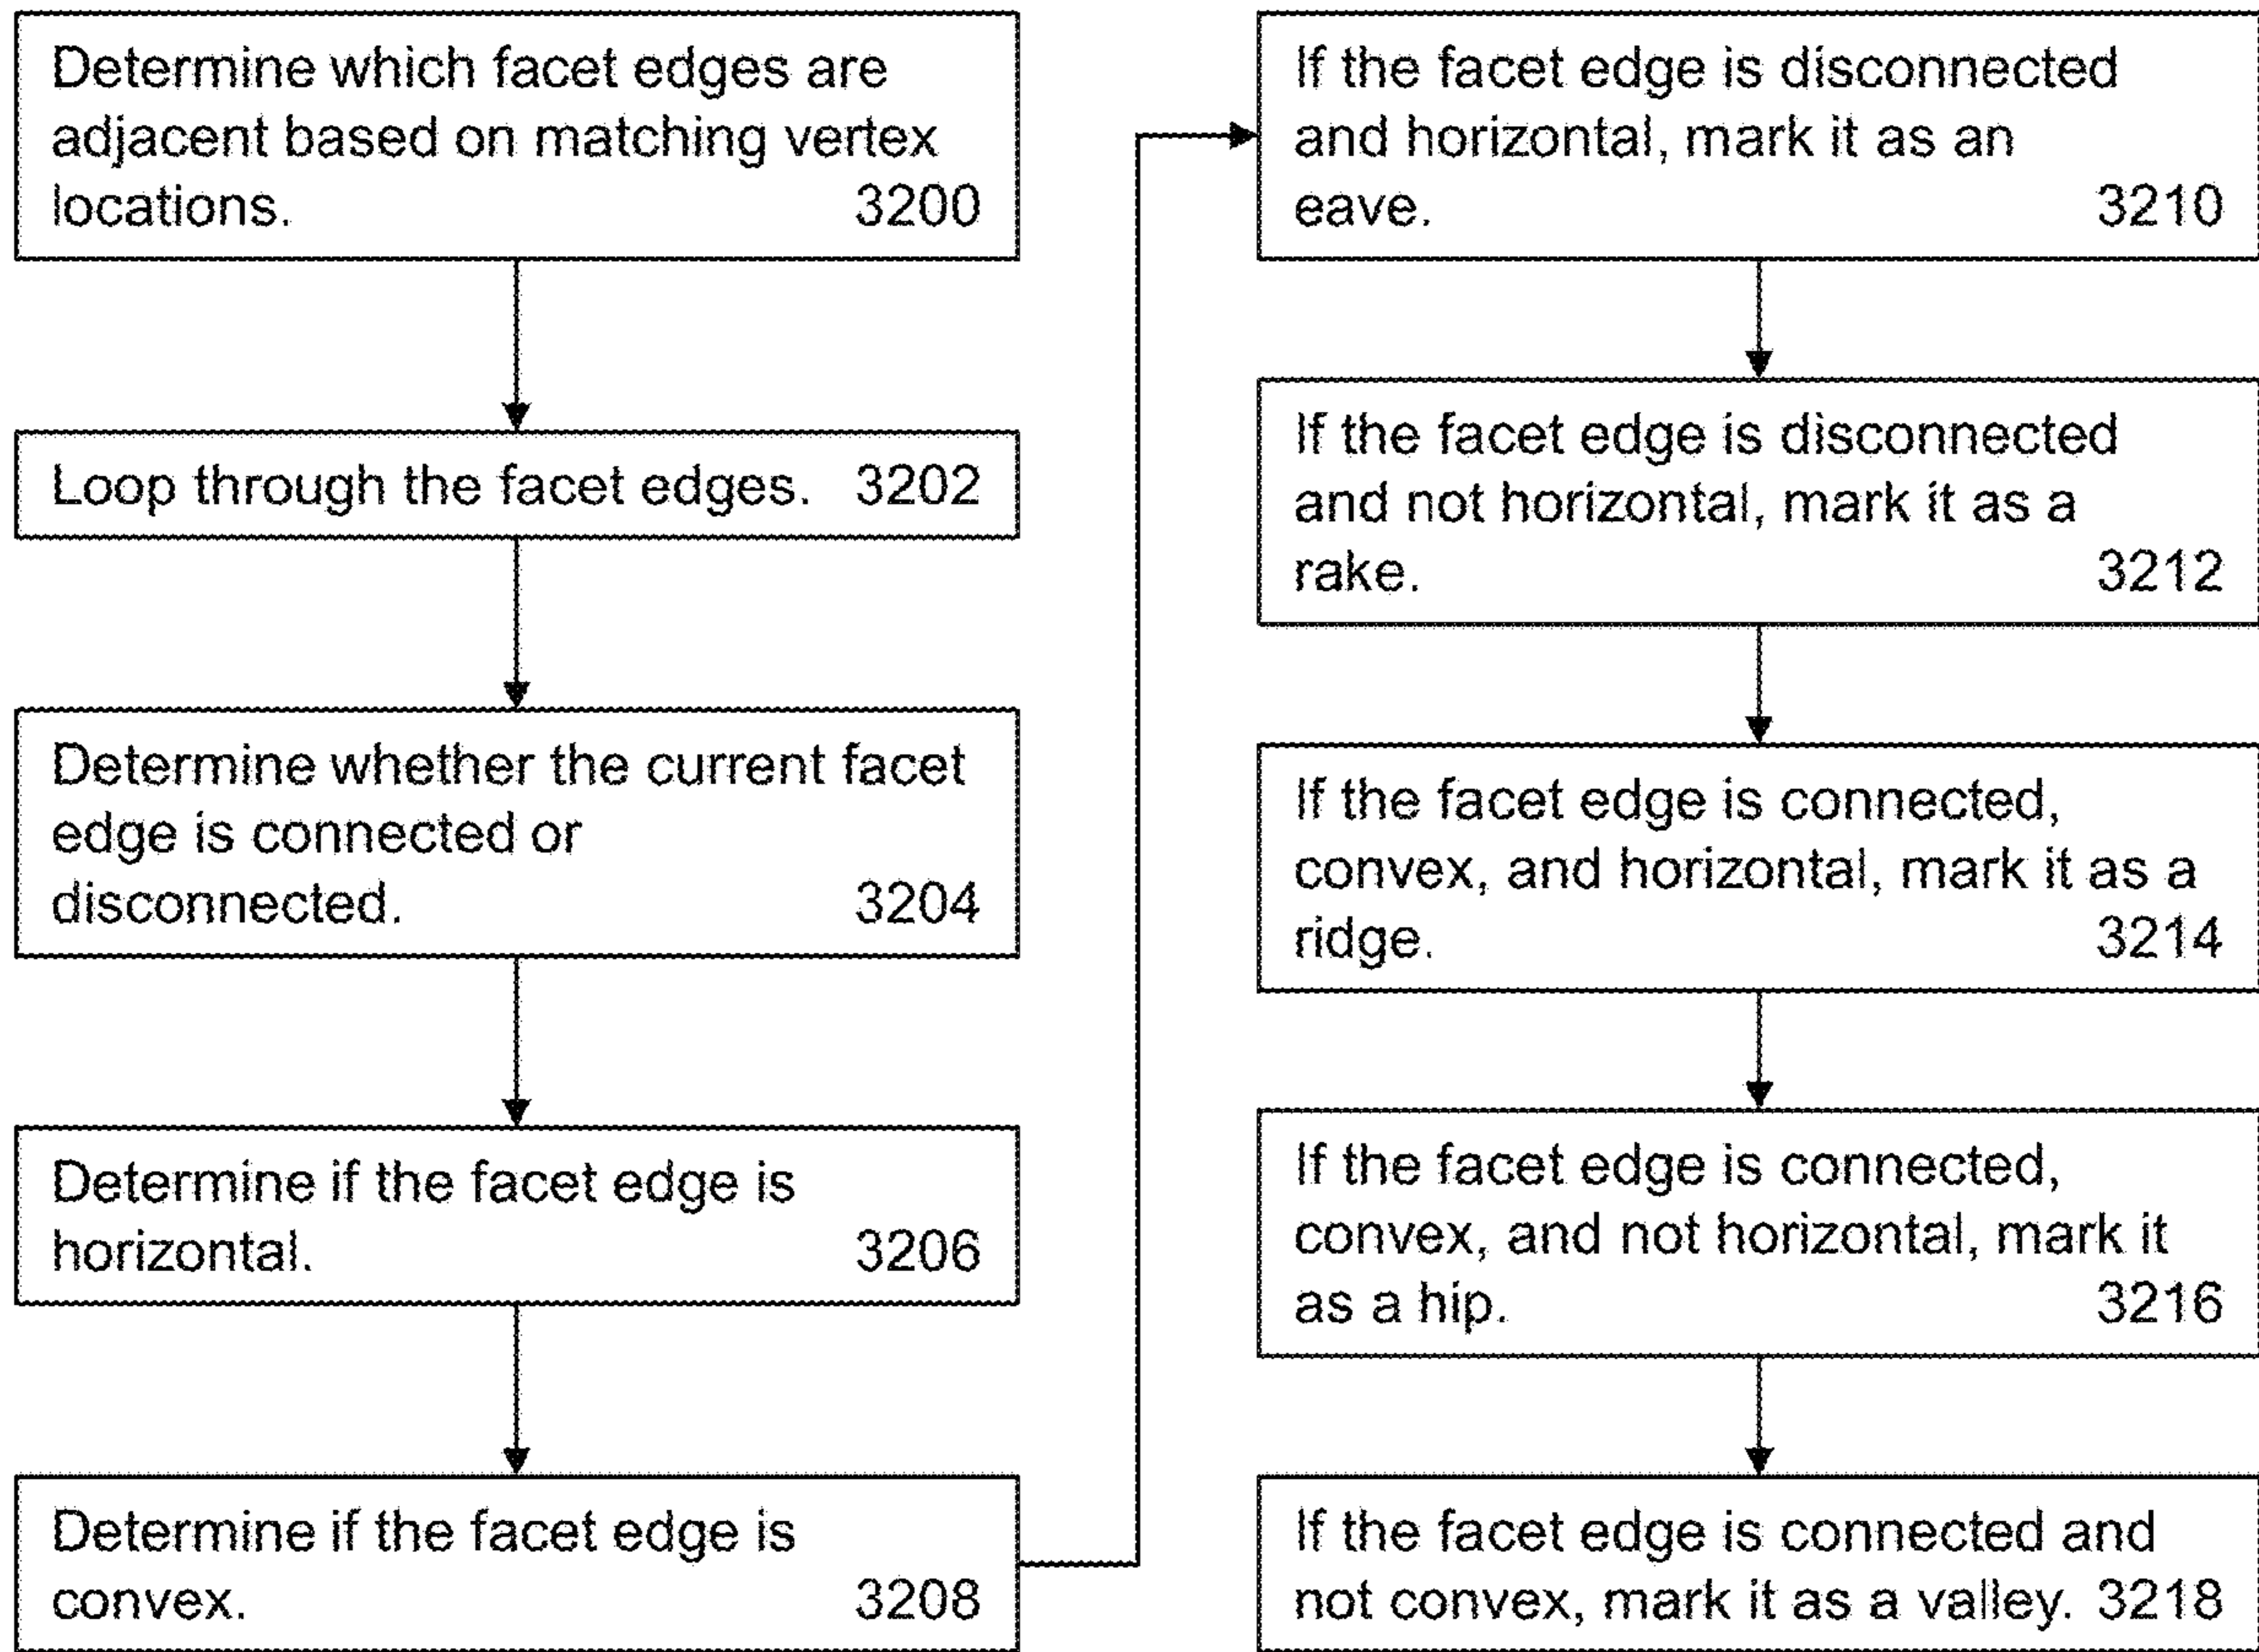 Determine which facet edges are
adjacent based on matching vertex
locations. 3200
Loop through the facet edges. 3202
Determine whether the current facet
edge is connected or
disconnected. 3204
Determine if the facet edge is
horizontal. 3206
Determine if the facet edge is
convex. 3208
If the facet edge is disconnected
and horizontal, mark it as an
eave. 3210
If the facet edge is disconnected
and not horizontal, mark it as a
rake. 3212
If the facet edge is connected,
convex, and horizontal, mark it as a
ridge. 3214
If the facet edge is connected,
convex, and not horizontal, mark it
as a hip. 3216
If the facet edge is connected and
not convex, mark it as a valley. 3218